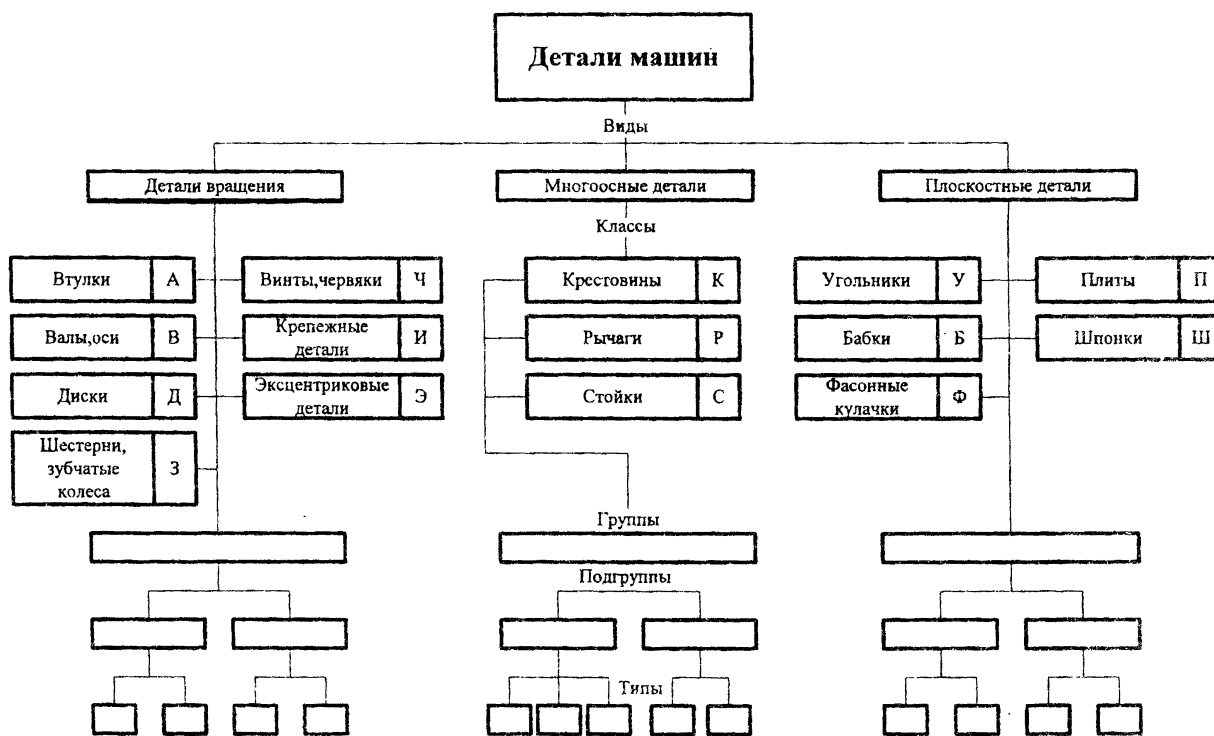 Детали машин
Виды
Детали вращения
Многоосные детали
Плоскостные детали
Классы
Втулки А
Винты,червяки Ч
Крестовины К
Угольники У
Плиты П
Валы,оси В
Крепежные
детали И
Рычаги Р
Бабки Б
Шпонки Ш
Диски Д
Эксцентриковые
детали Э
Стойки С
Фасонные
кулачки Ф
Шестерни,
зубчатые
колеса З
Группы
Подгруппы
Типы